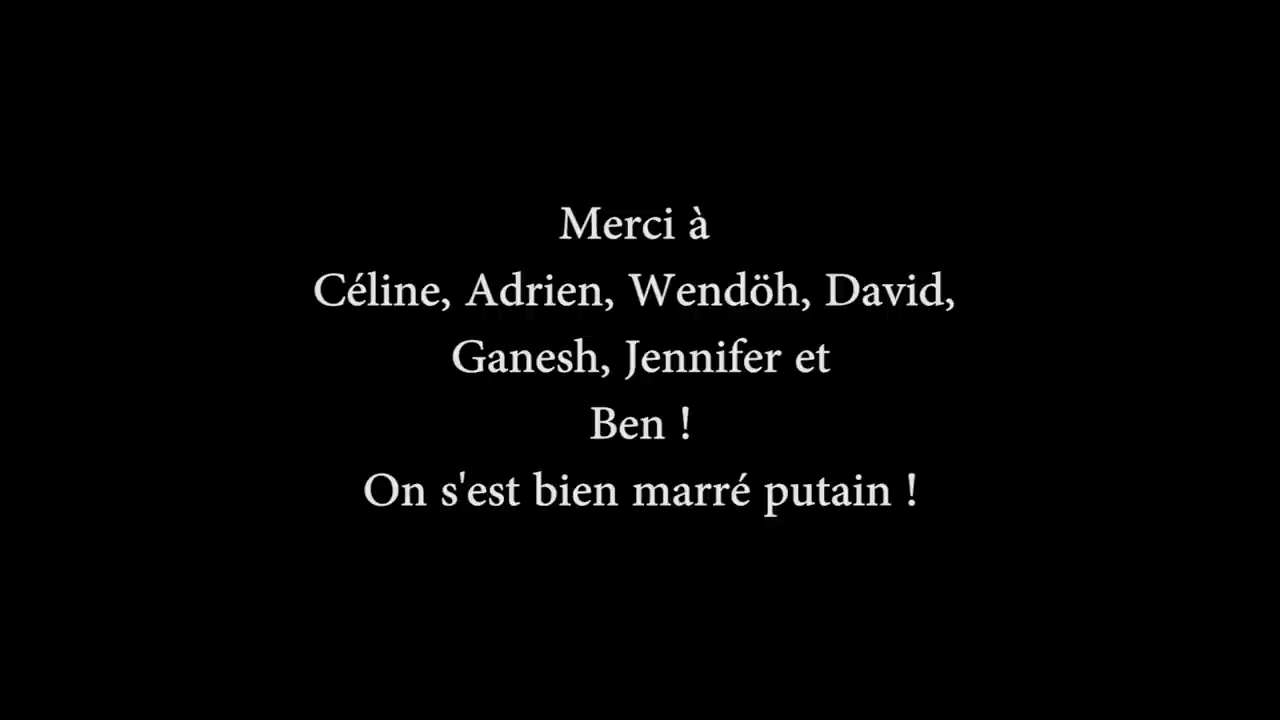 Merci à
Céline, Adrien, Wendöh, David,
Ganesh, Jennifer et
Ben !
On s'est bien marré putain !